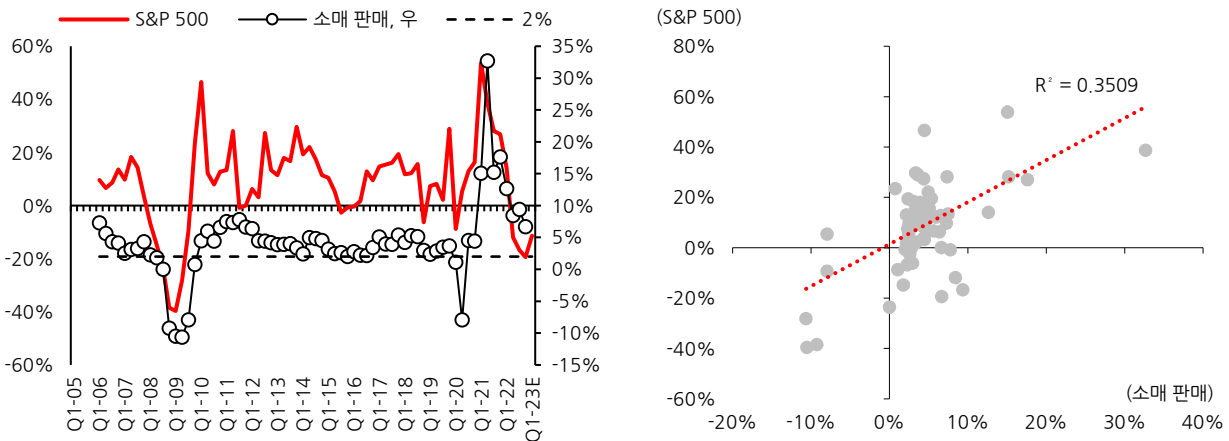 S&P 500 소매 판매, 우 2%
60%
40%
20%
0%
-20%
-40%
-60%
35%
30%
25%
20%
15%
10%
5%
0%
-5%
-10%
-15%
Q1-05
Q1-06
Q1-07
Q1-08
Q1-09
Q1-10
Q1-11
Q1-12
Q1-13
Q1-14
Q1-15
Q1-16
Q1-17
Q1-18
Q1-19
Q1-20
Q1-21
Q1-22
Q1-23E
(S&P 500)
R² = 0.3509
80%
60%
40%
20%
0%
-20%
-40%
-60%
(소매 판매)
-20% -10% 0% 10% 20% 30% 40%